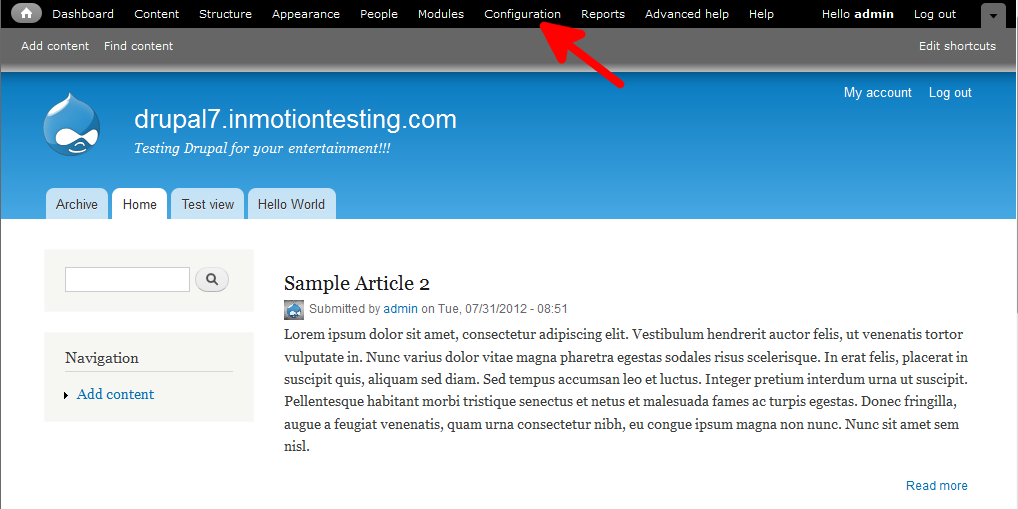 Dashboard Content Structure Appearance People Modules Configuration Reports Advanced help Help Hello admin Log out
Add content Find content Edit shortcuts
My account Log out
drupal7.inmotiontesting.com
Testing Drupal for your entertainment!!!
Archive Home Test view Hello World
Sample Article 2
Submitted by admin on Tue, 07/31/2012 - 08:51
Lorem ipsum dolor sit amet, consectetur adipiscing elit. Vestibulum hendrerit auctor felis, ut venenatis tortor
vulputate in. Nunc varius dolor vitae magna pharetra egestas sodales risus scelerisque. In erat felis, placerat in
suscipit quis, aliquam sed diam. Sed tempus accumsan leo et luctus. Integer pretium interdum urna ut suscipit.
Pellentesque habitant morbi tristique senectus et netus et malesuada fames ac turpis egestas. Donec fringilla,
augue a feugiat venenatis, quam urna consectetur nibh, eu congue ipsum magna non nunc. Nunc sit amet sem
nisl.
Read more
Navigation
Add content